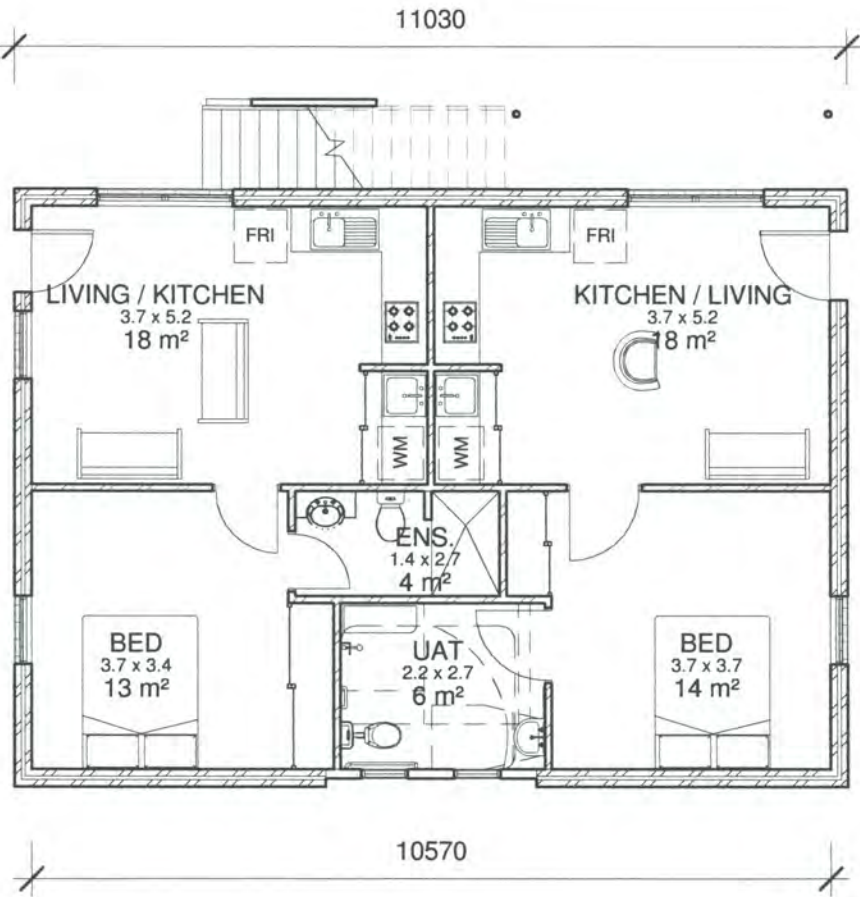 11030
FRI
FRI
LIVING / KITCHEN
3.7 x 5.2
18 m²
KITCHEN / LIVING
3.7 x 5.2
18 m²
WM
WM
ENS.
1.4 x 2.7
4 m²
BED
3.7 x 3.4
13 m²
UAT
2.2 x 2.7
6 m²
BED
3.7 x 3.7
14 m²
10570